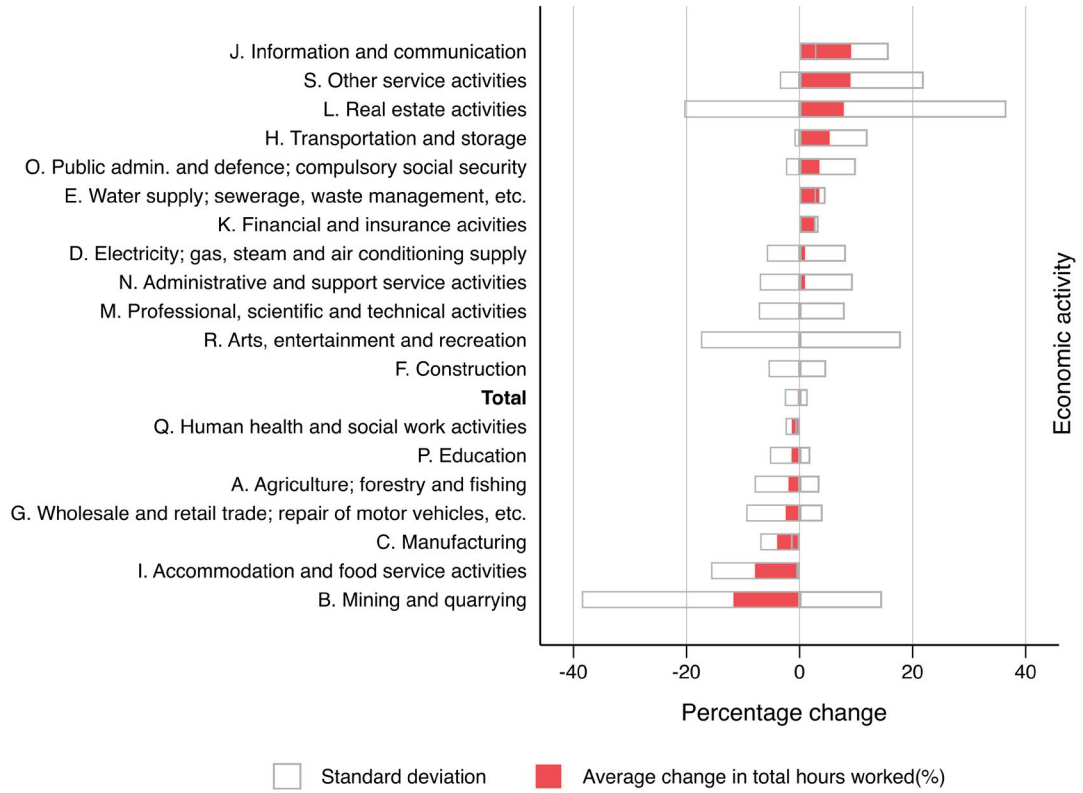 J. Information and communication
S. Other service activities
L. Real estate activities
H. Transportation and storage
O. Public admin. and defence; compulsory social security
E. Water supply; sewerage, waste management, etc.
K. Financial and insurance acivities
D. Electricity; gas, steam and air conditioning supply
N. Administrative and support service activities
M. Professional, scientific and technical activities
R. Arts, entertainment and recreation
F. Construction
Total
Q. Human health and social work activities
P. Education
A. Agriculture; forestry and fishing
G. Wholesale and retail trade; repair of motor vehicles, etc.
C. Manufacturing
I. Accommodation and food service activities
B. Mining and quarrying
Economic activity
-40 -20 0 20 40
Percentage change
Standard deviation Average change in total hours worked(%)